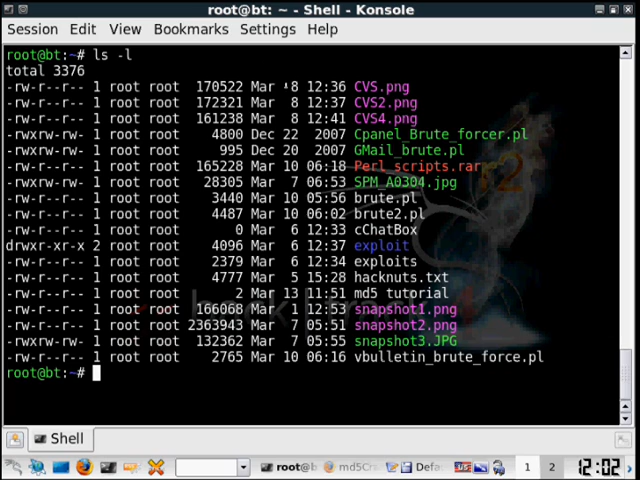 root@bt: ~ - Shell - Konsole
Session Edit View Bookmarks Settings Help
root@bt:~# ls -l
total 3376
-rw-r--r-- 1 root root 170522 Mar 8 12:36 CVS.png
-rw-r--r-- 1 root root 172321 Mar 8 12:37 CVS2.png
-rw-r--r-- 1 root root 161238 Mar 8 12:41 CVS4.png
-rwxrw-rw- 1 root root 4800 Dec 22 2007 Cpanel_Brute_forcer.pl
-rwxrw-rw- 1 root root 995 Dec 20 2007 GMail_brute.pl
-rw-r--r-- 1 root root 165228 Mar 10 06:18 Perl_scripts.rar
-rwxrw-rw- 1 root root 28305 Mar 7 06:53 SPM_A0304.jpg
-rw-r--r-- 1 root root 3440 Mar 10 05:56 brute.pl
-rw-r--r-- 1 root root 4487 Mar 10 06:02 brute2.pl
-rw-r--r-- 1 root root 0 Mar 6 12:33 cChatBox
drwxr-xr-x 2 root root 4096 Mar 6 12:37 exploit
-rw-r--r-- 1 root root 2379 Mar 6 12:34 exploits
-rw-r--r-- 1 root root 4777 Mar 5 15:28 hacknuts.txt
-rw-r--r-- 1 root root 2 Mar 13 11:51 md5 tutorial
-rw-r--r-- 1 root root 166068 Mar 6 12:53 snapshot1.png
-rw-r--r-- 1 root root 2363943 Mar 7 05:51 snapshot2.png
-rwxrw-rw- 1 root root 132362 Mar 7 05:55 snapshot3.JPG
-rw-r--r-- 1 root root 2765 Mar 10 06:16 vbulletin_brute_force.pl
root@bt:~#
Shell
root@b md5Cr Defa US 1 2 12:02